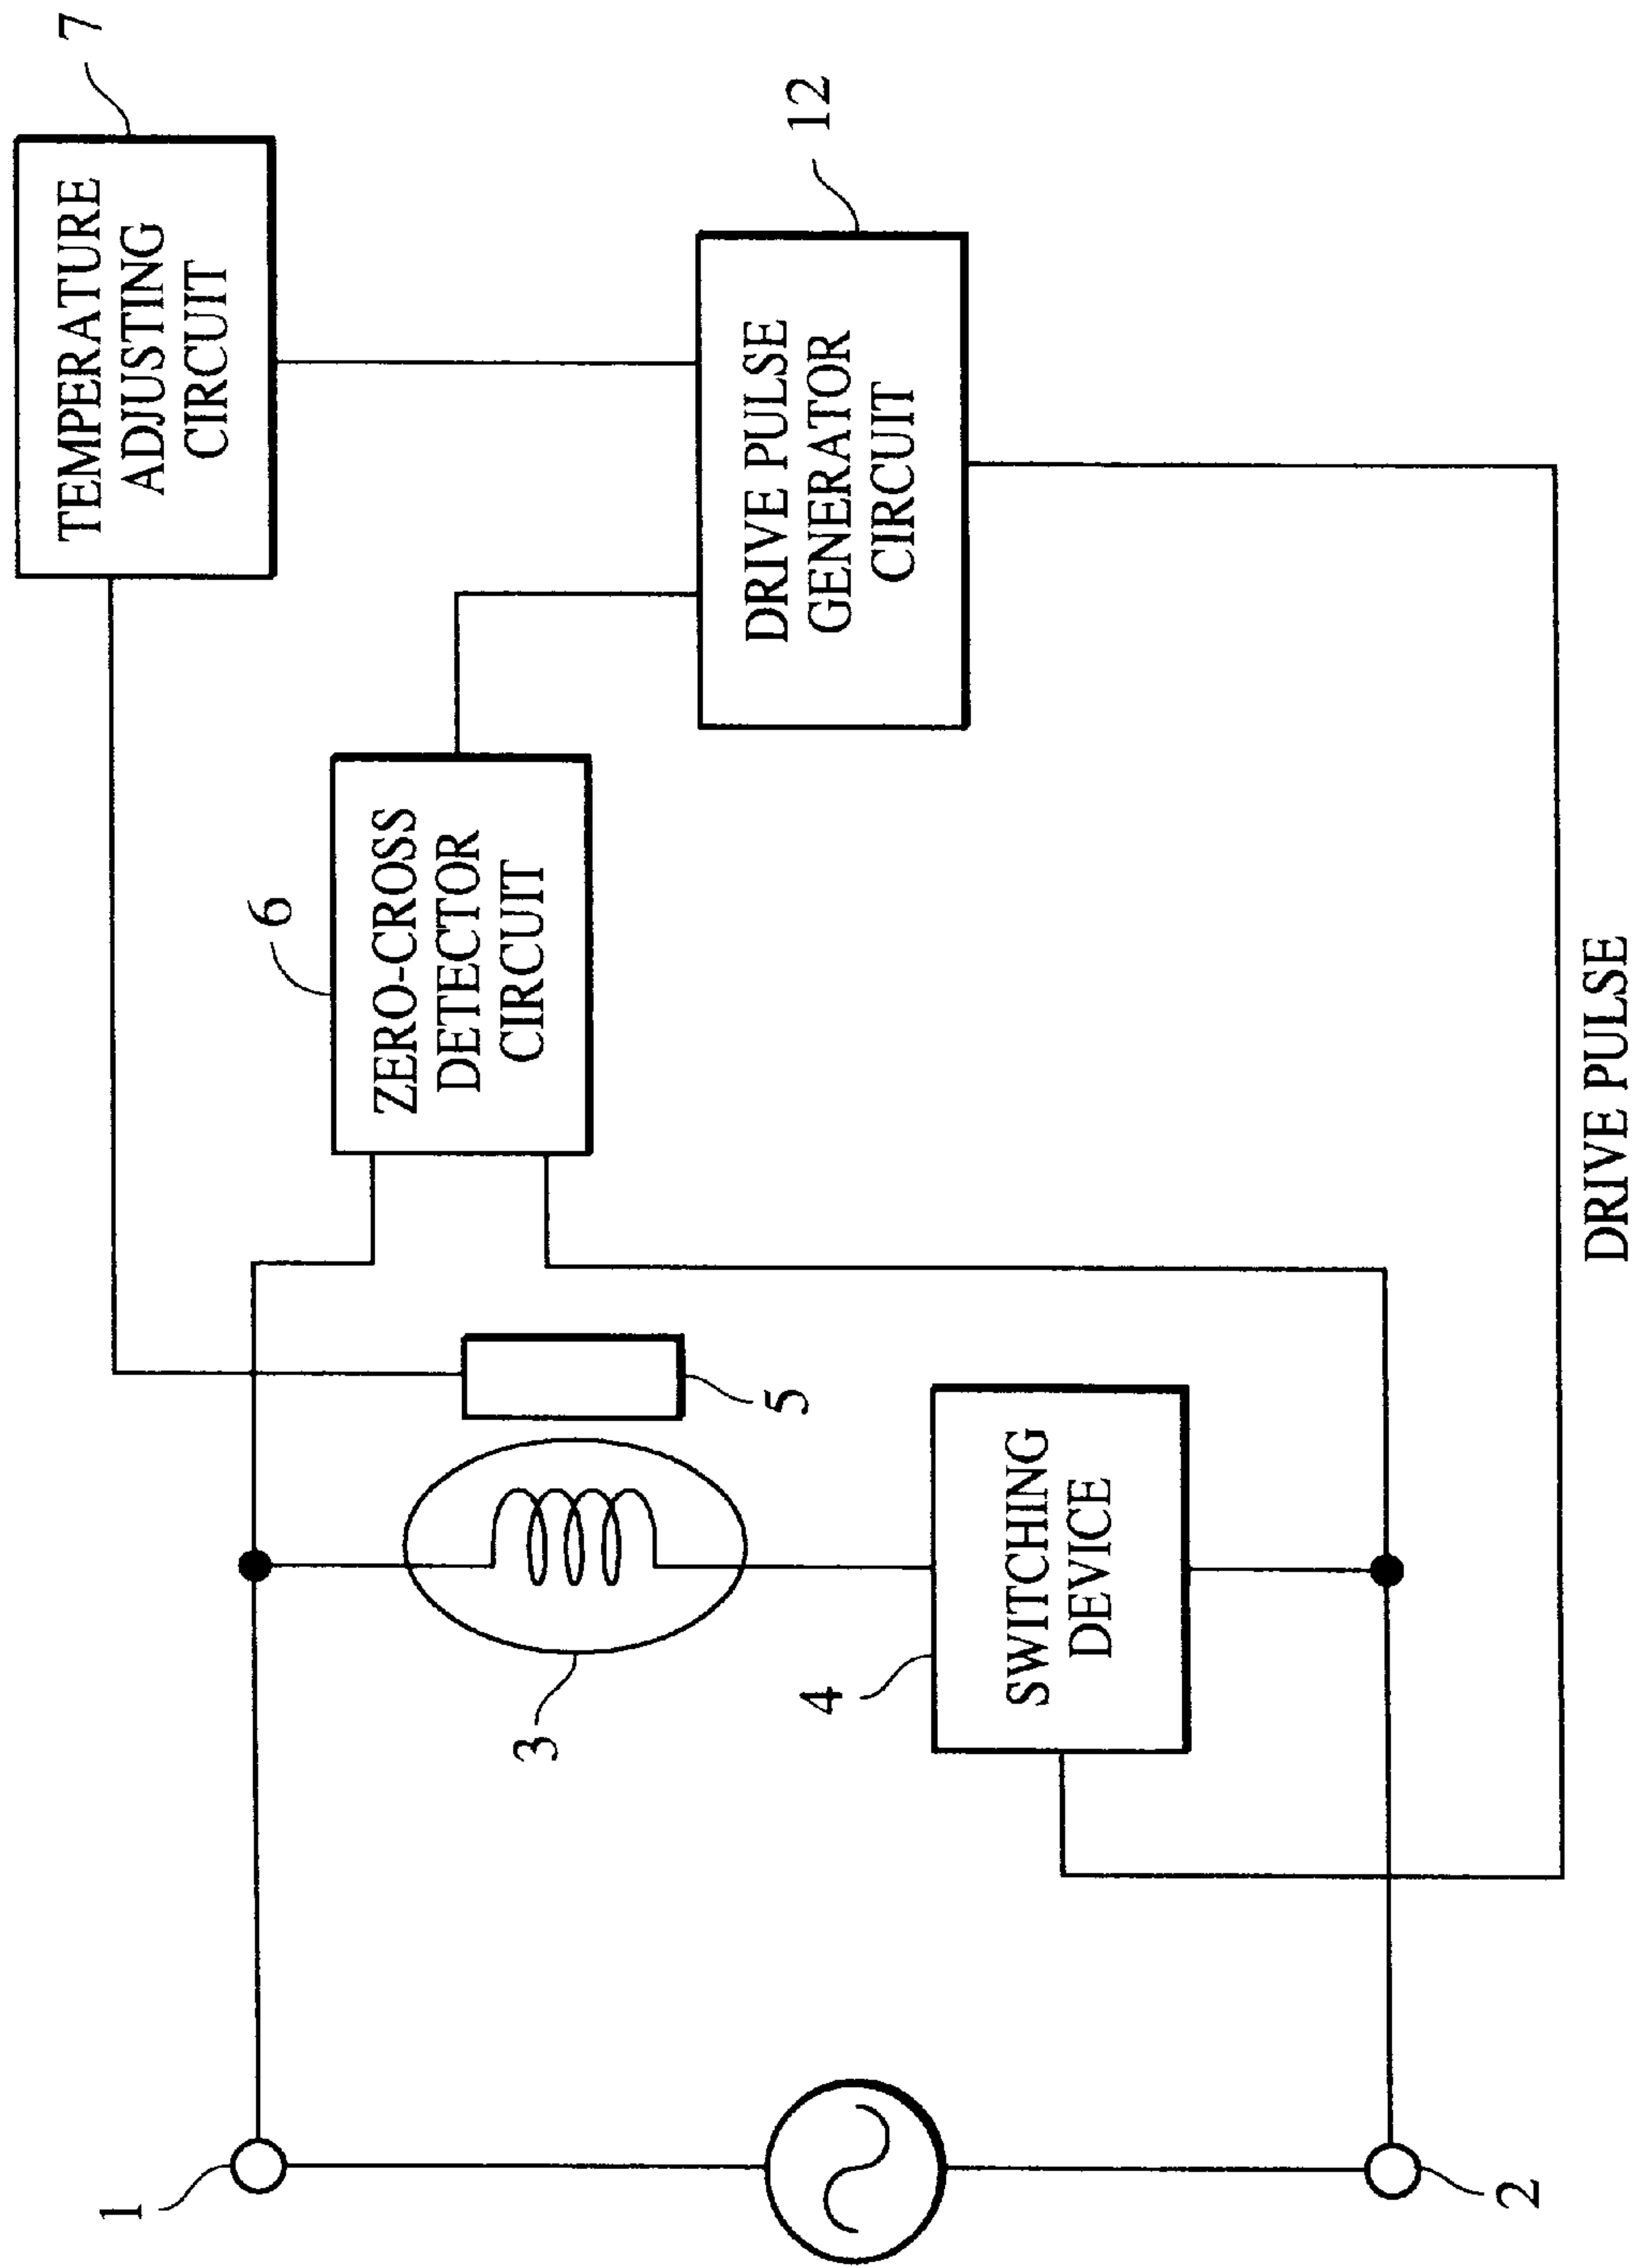 7
TEMPERATURE
ADJUSTING
CIRCUIT
6
ZERO-CROSS
DETECTOR
CIRCUIT
12
DRIVE PULSE
GENERATOR
CIRCUIT
1
3
5
4
SWITCHING
DEVICE
2
DRIVE PULSE